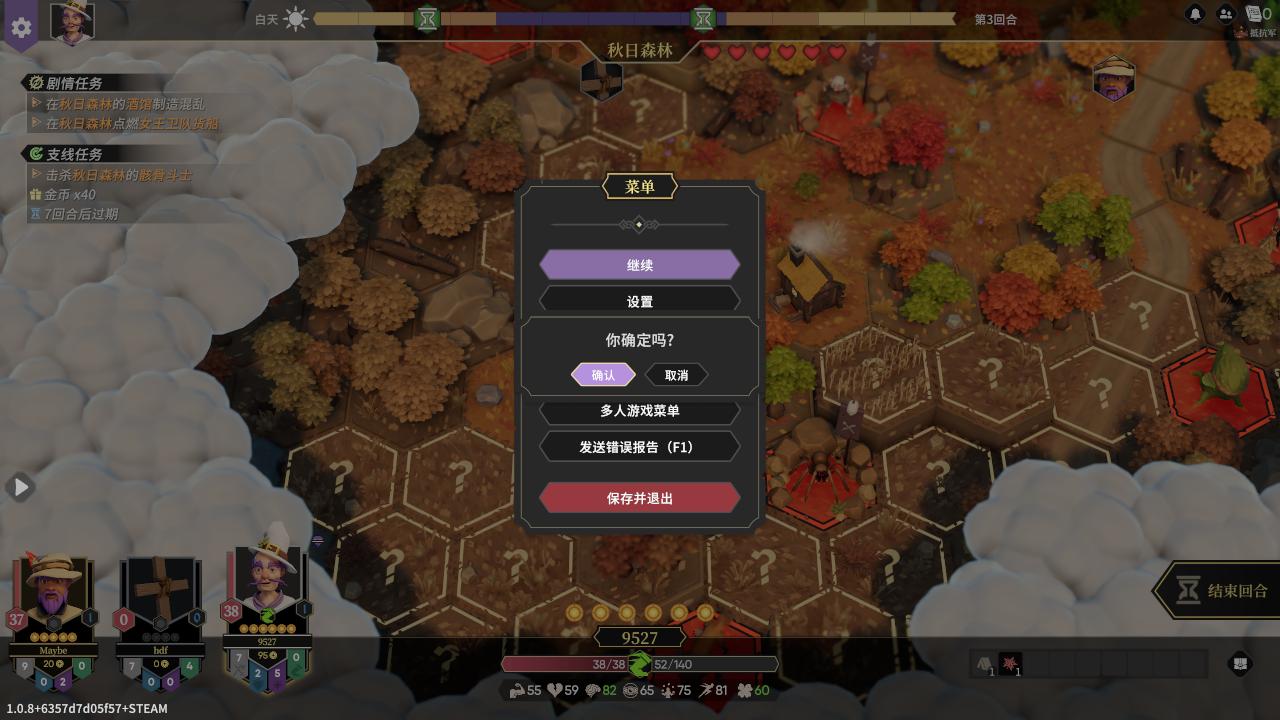 白天
第3回合
0
抵抗军
秋日森林
剧情任务
在秋日森林的酒馆制造混乱
在秋日森林点燃女王卫队货船
支线任务
击杀秋日森林的骸骨斗士
金币 x40
7回合后过期
菜单
继续
设置
你确定吗?
确认
取消
多人游戏菜单
发送错误报告（F1）
保存并退出
结束回合
37
1
Maybe
20
9
0
0
2
0
0
hdf
0
7
4
0
0
38
1
9527
95
7
0
2
5
9527
38/38
52/140
55 59 82 65 75 81 60
1
1
1.0.8+6357d7d05f57+STEAM